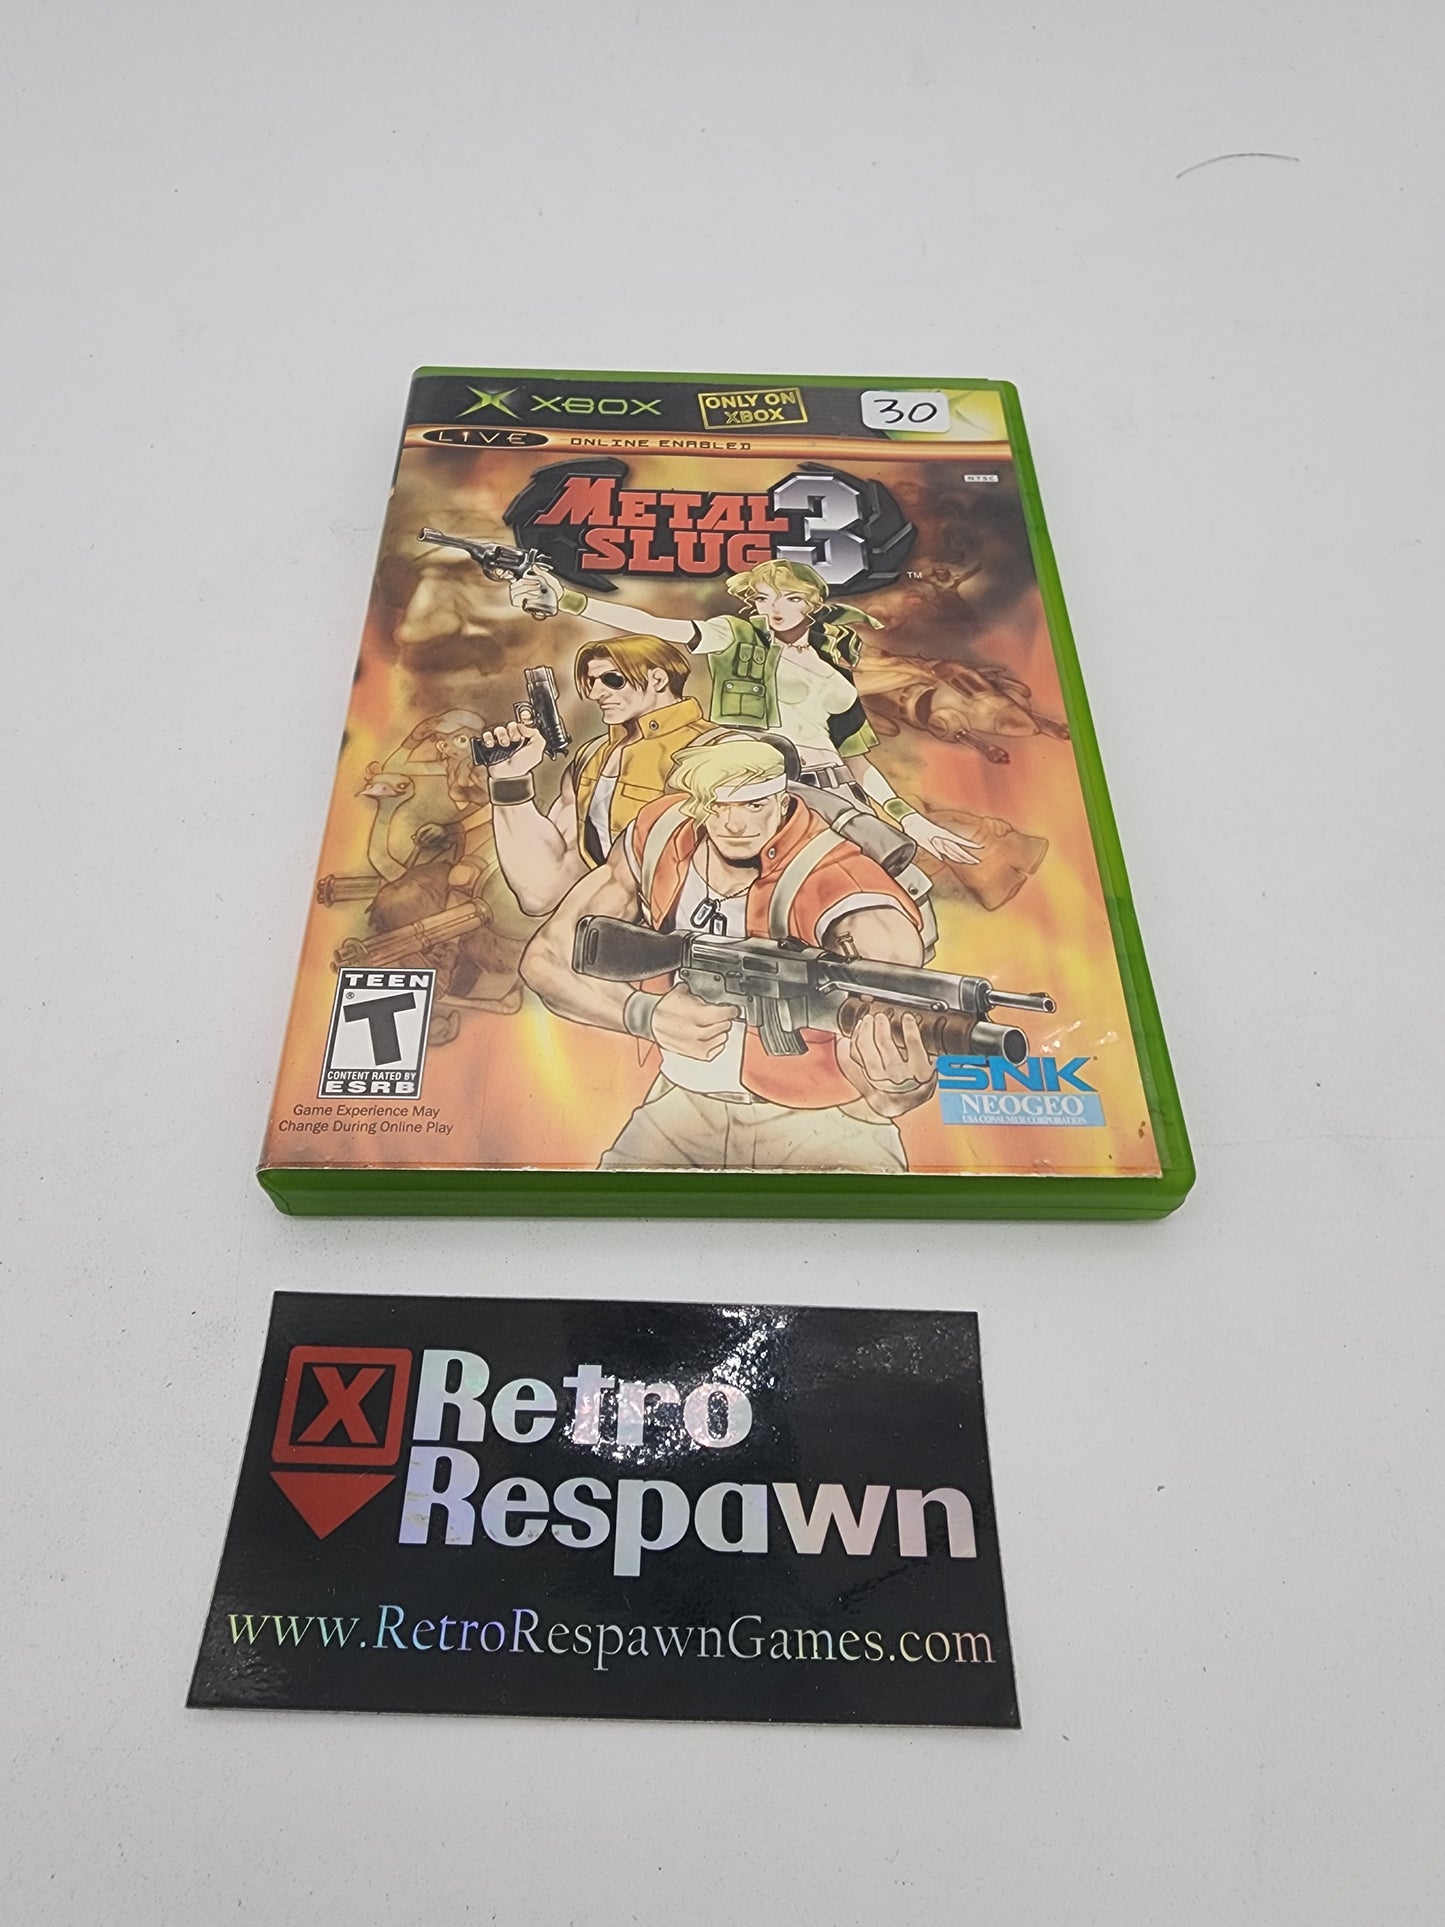 XBOX
ONLY ON
XBOX
30
LIVE
ONLINE ENABLED
NTSC
METAL
SLUG 3
TM
TEEN
T
®
CONTENT RATED BY
ESRB
Game Experience May
Change During Online Play
SNK
NEOGEO
USA CONSUMER CORPORATION
X
Retro
Respawn
www.RetroRespawnGames.com